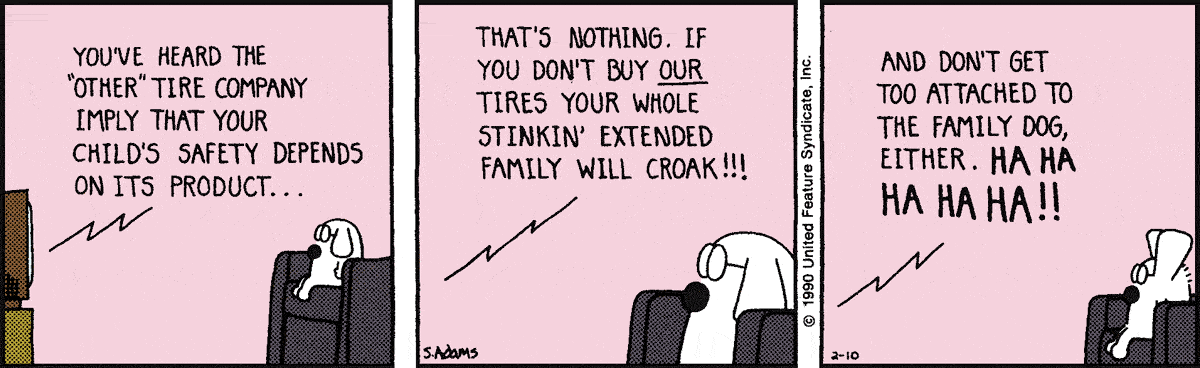 YOU'VE HEARD THE
"OTHER" TIRE COMPANY
IMPLY THAT YOUR
CHILD'S SAFETY DEPENDS
ON ITS PRODUCT...
THAT'S NOTHING. IF
YOU DON'T BUY OUR
TIRES YOUR WHOLE
STINKIN' EXTENDED
FAMILY WILL CROAK!!!
S.Adams
© 1990 United Feature Syndicate, Inc.
AND DON'T GET
TOO ATTACHED TO
THE FAMILY DOG,
EITHER. HA HA
HA HA HA!!
2-10